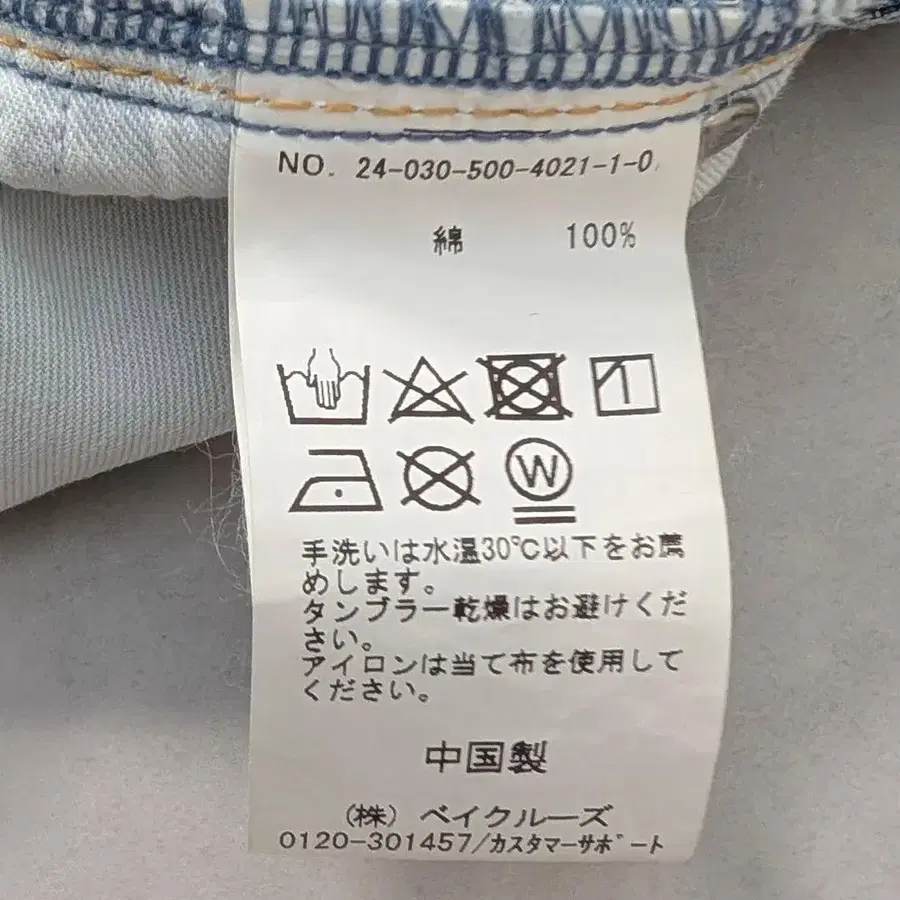 NO. 24-030-500-4021-1-0
綿 100%
W
手洗いは水温30℃以下をお薦
めします。
タンブラー乾燥はお避けくだ
さい。
アイロンは当て布を使用して
ください。
中国製
(株) ベイクルーズ
0120-301457/カスタマーサポート